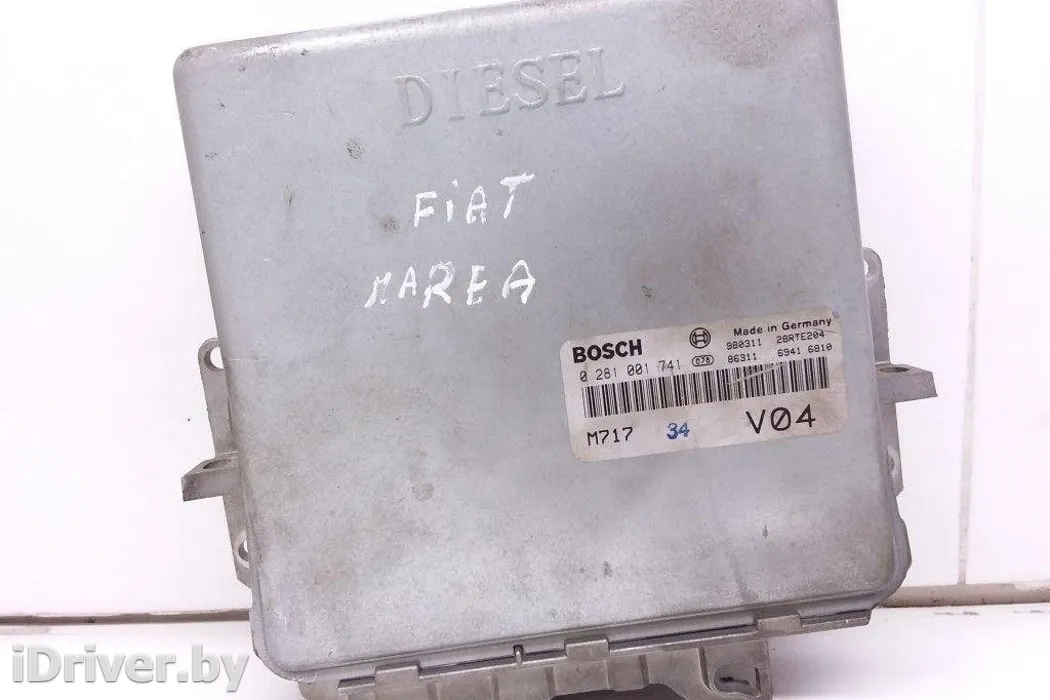 DIESEL
FiAT
MAREA
BOSCH Made in Germany
980311 28RTE204
0 281 001 741 078 86311 6941 6810
M717 34 V04
iDriver.by